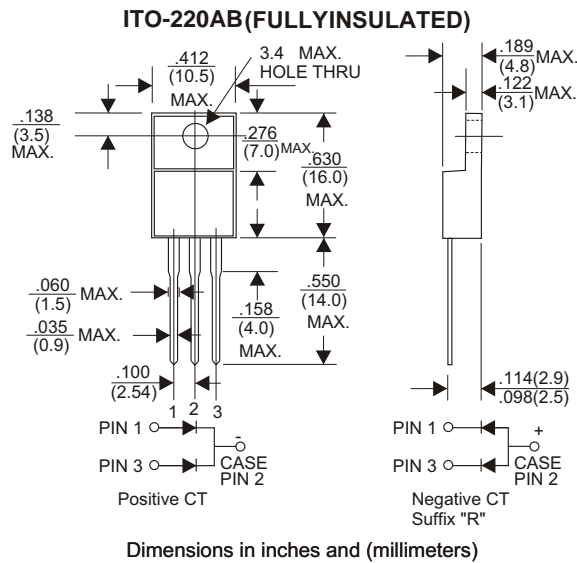 ITO-220AB(FULLYINSULATED)
.412
(10.5)
MAX.
3.4 MAX.
HOLE THRU
.189
(4.8) MAX.
.122
(3.1) MAX.
.138
(3.5)
MAX.
.276
(7.0) MAX.
.630
(16.0)
MAX.
.060
(1.5) MAX.
.035
(0.9) MAX.
.158
(4.0)
MAX.
.550
(14.0)
MAX.
.100
(2.54)
.114(2.9)
.098(2.5)
1 2 3
PIN 1
PIN 3
-
CASE
PIN 2
Positive CT
PIN 1
PIN 3
+
CASE
PIN 2
Negative CT
Suffix "R"
Dimensions in inches and (millimeters)